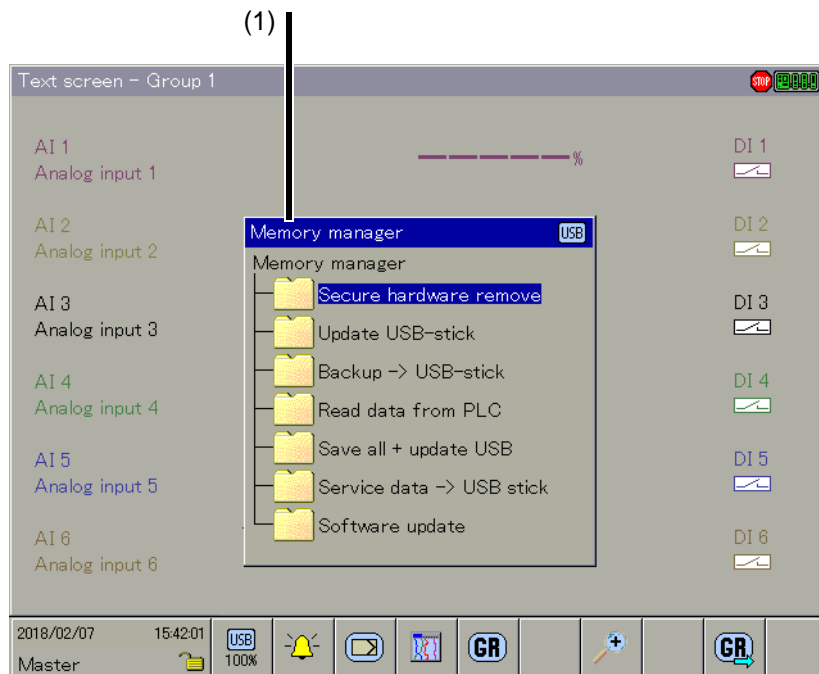 (1)
Text screen - Group 1
STOP
AI 1
Analog input 1
%
DI 1
AI 2
Analog input 2
DI 2
AI 3
Analog input 3
DI 3
AI 4
Analog input 4
DI 4
AI 5
Analog input 5
DI 5
AI 6
Analog input 6
DI 6
Memory manager
USB
Memory manager
Secure hardware remove
Update USB-stick
Backup -> USB-stick
Read data from PLC
Save all + update USB
Service data -> USB stick
Software update
2018/02/07 15:42:01
Master
USB
100%
GR
GR